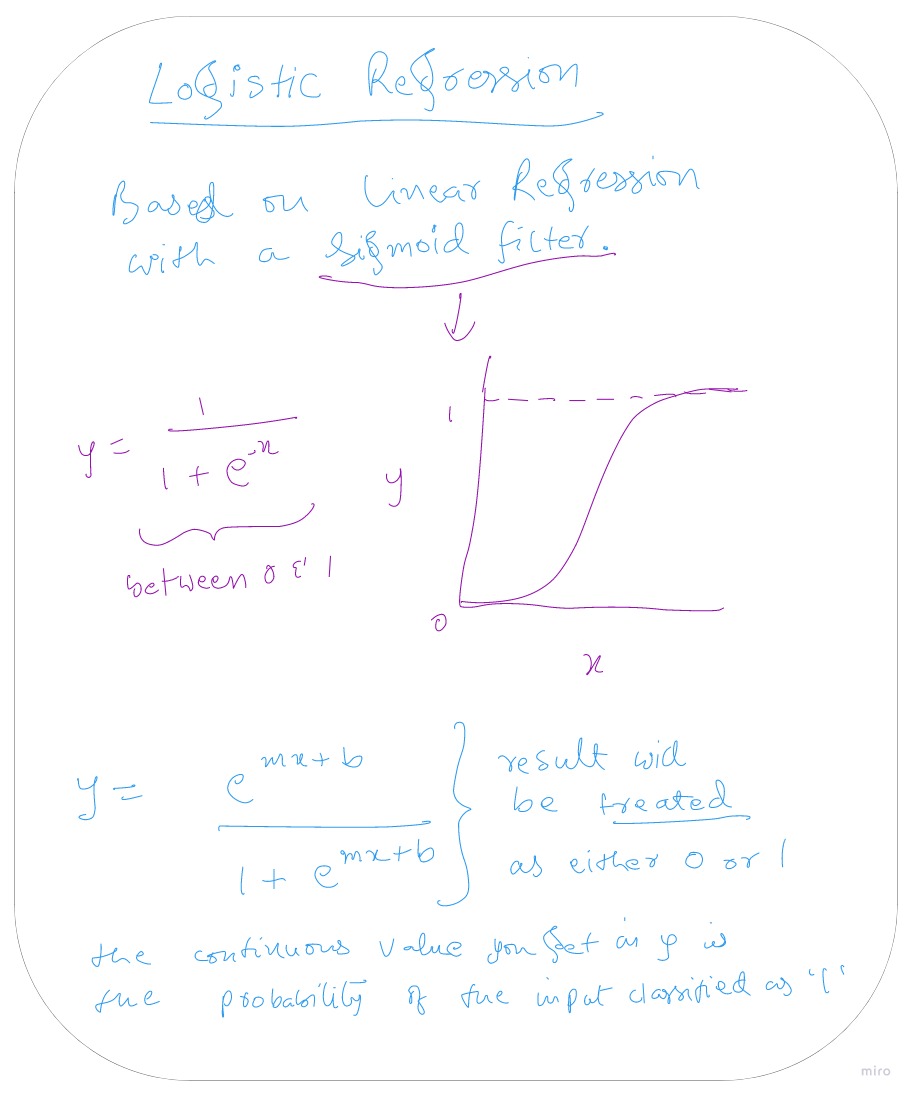 Logistic Regression
Based on Linear Regression
with a sigmoid filter.
y = 1 / (1 + e^-x)
between 0 & 1
1
y
0
x
y = e^(mx+b) / (1 + e^(mx+b))
result will
be treated
as either 0 or 1
the continuous value you get in y is
the probability of the input classified as '1'
miro